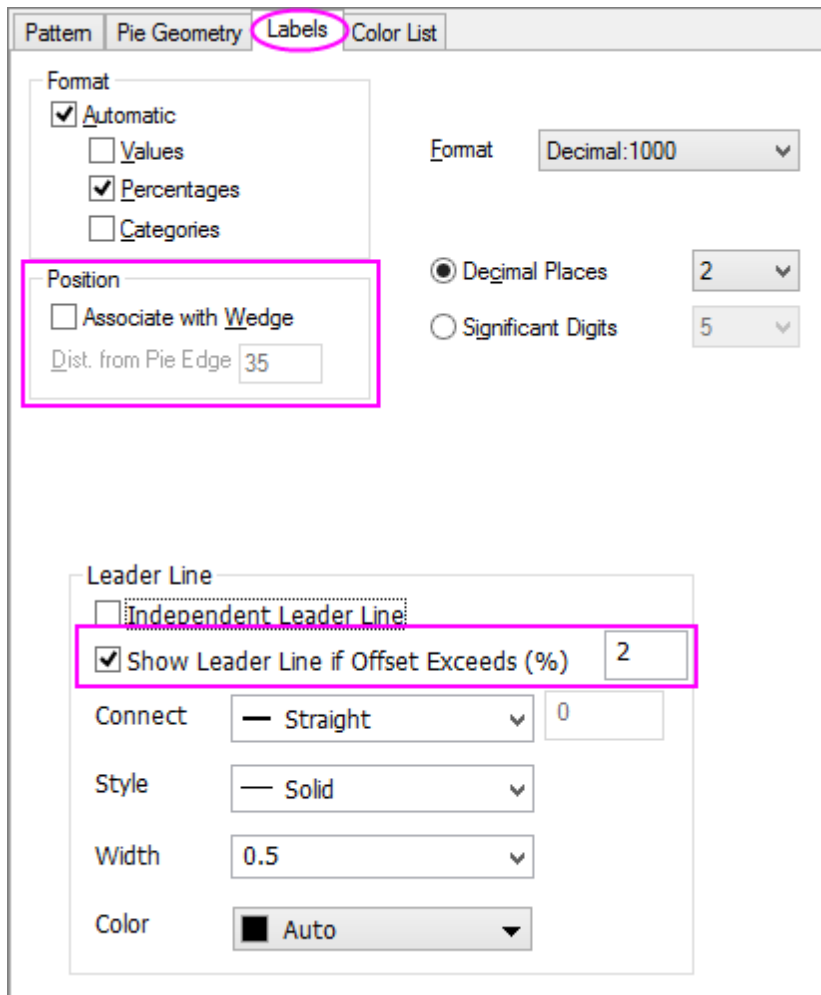 Pattern Pie Geometry Labels Color List
Format
Automatic
Values
Percentages
Categories
Format Decimal:1000
Position
Associate with Wedge
Dist. from Pie Edge 35
Decimal Places 2
Significant Digits 5
Leader Line
Independent Leader Line
Show Leader Line if Offset Exceeds (%) 2
Connect Straight 0
Style Solid
Width 0.5
Color Auto